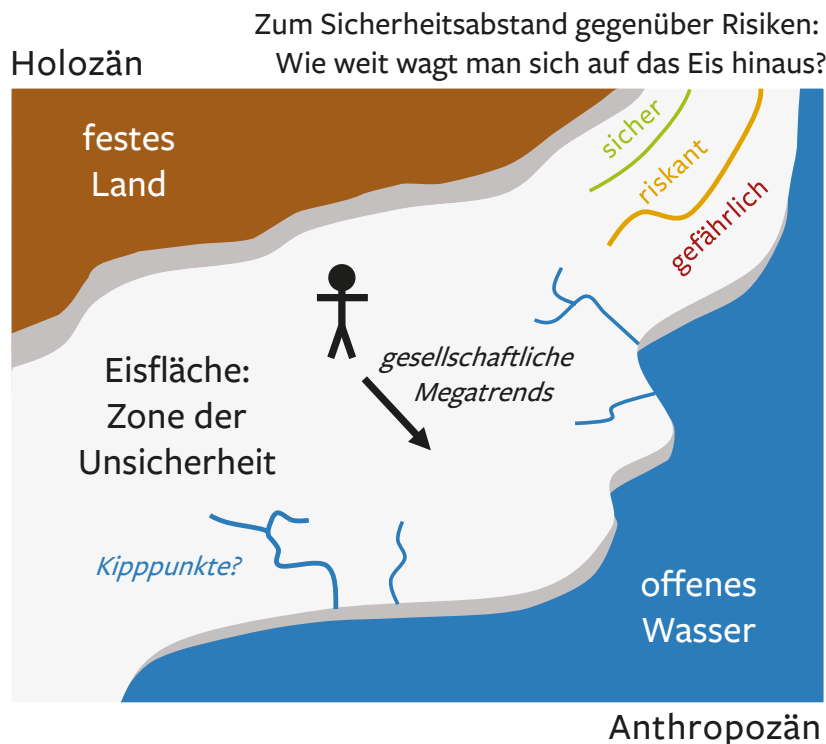 Zum Sicherheitsabstand gegenüber Risiken:
Wie weit wagt man sich auf das Eis hinaus?
Holozän
festes
Land
sicher
riskant
gefährlich
gesellschaftliche
Megatrends
Eisfläche:
Zone der
Unsicherheit
Kipppunkte?
offenes
Wasser
Anthropozän